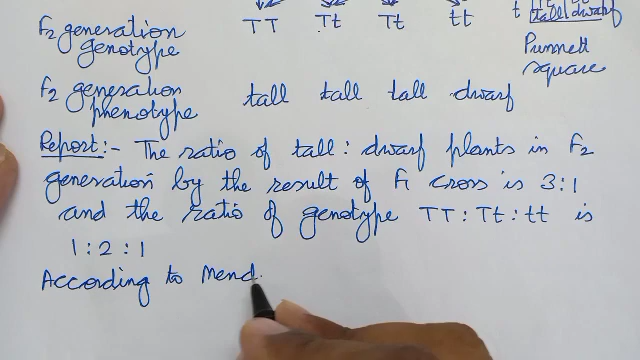 F2 generation genotype TT Tt Tt tt
t tall dwarf
Punnett square
F2 generation phenotype tall tall tall dwarf
Report:- The ratio of tall : dwarf plants in F2
generation by the result of F1 cross is 3:1
and the ratio of genotype TT : Tt : tt is
1 : 2 : 1
According to Mend